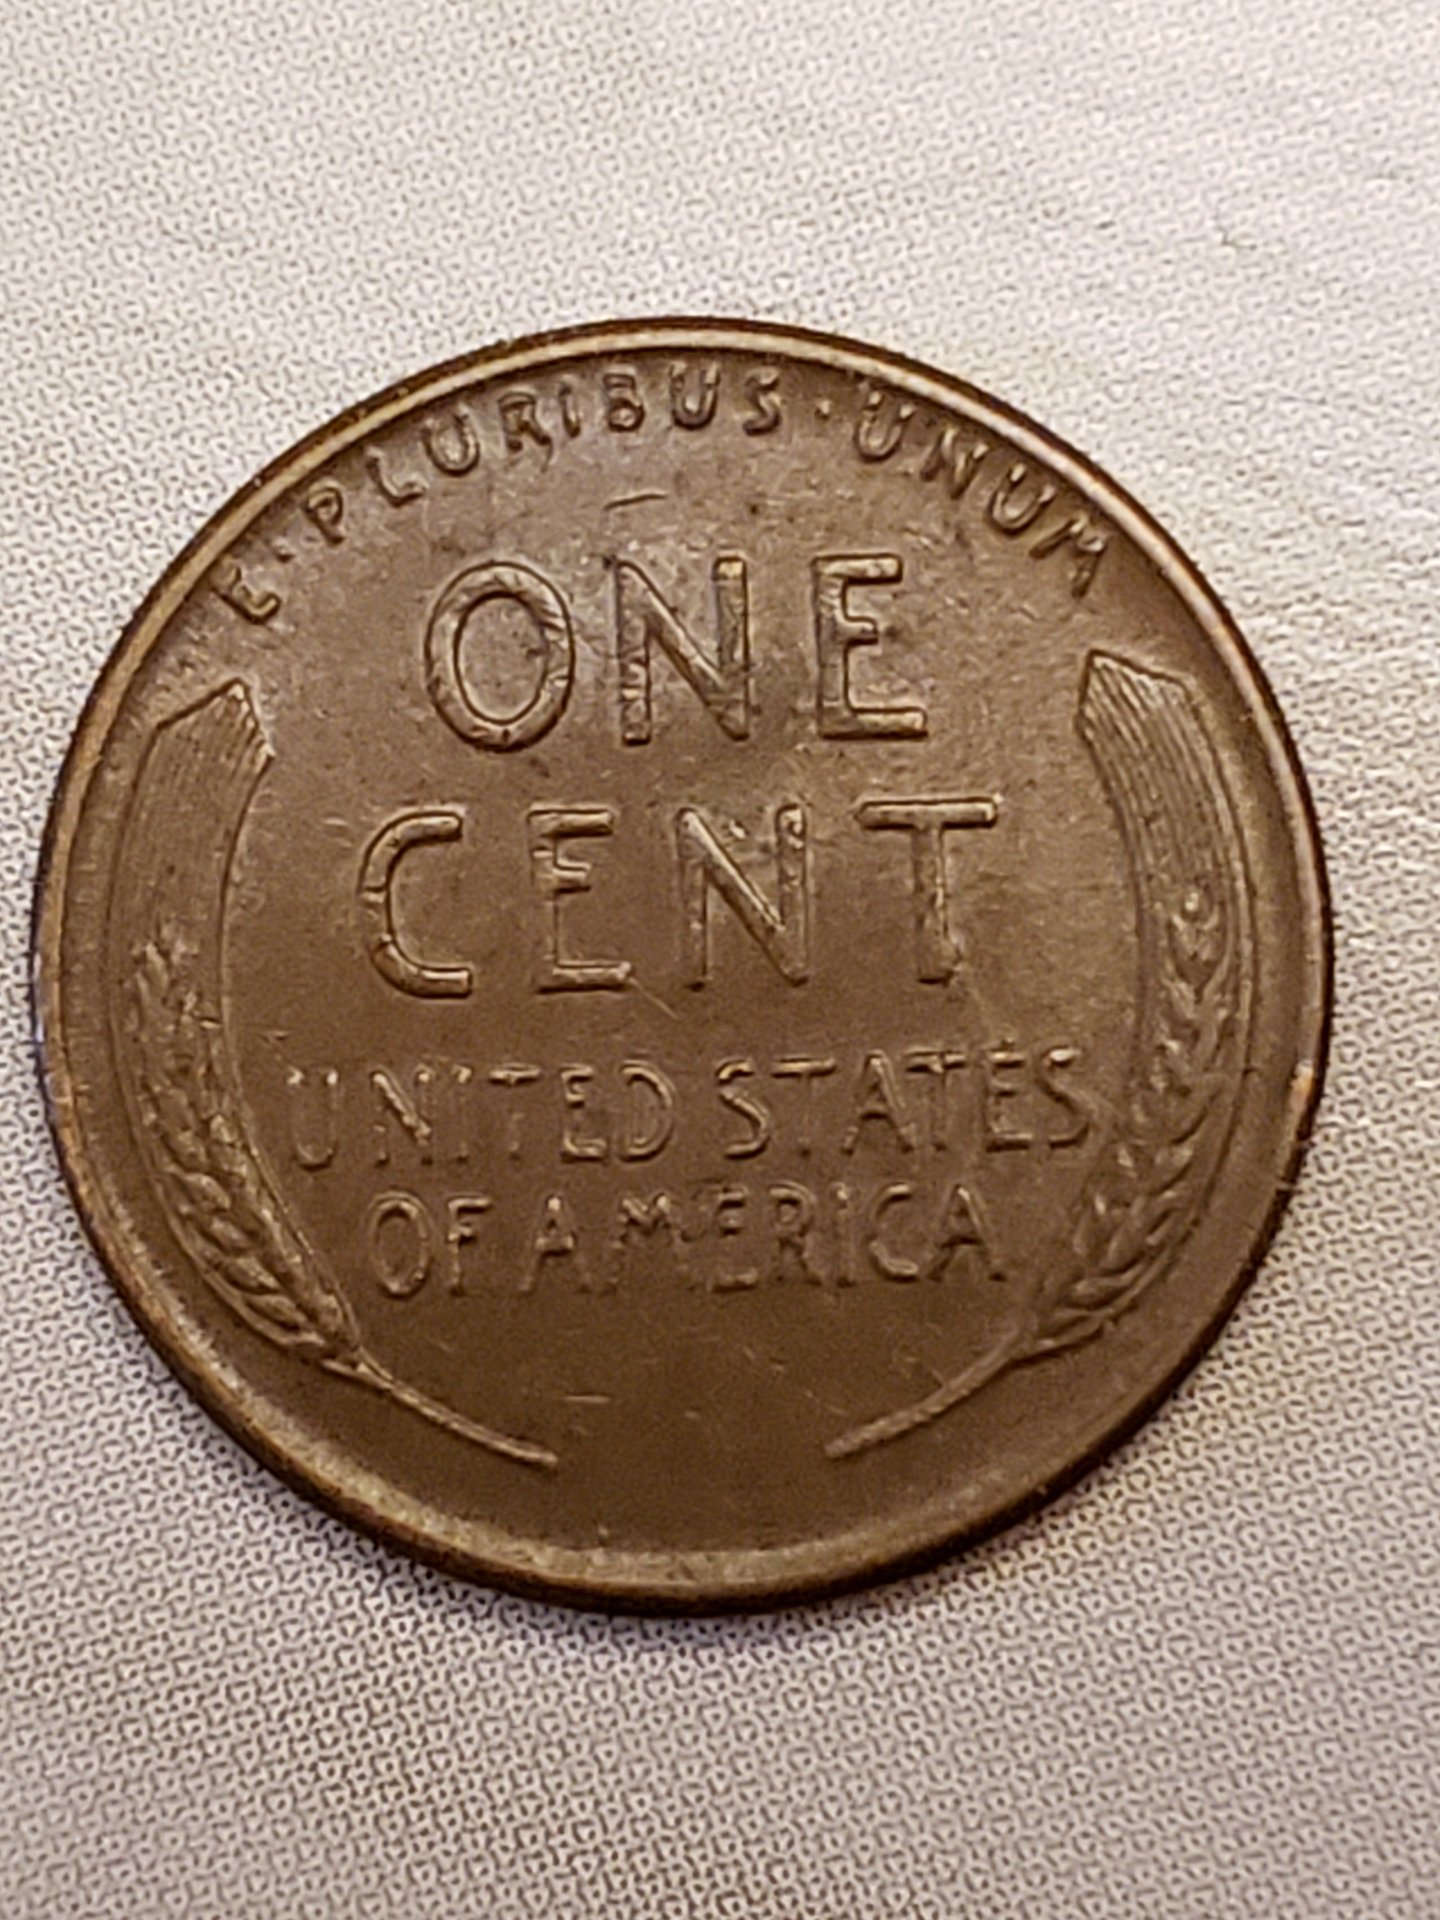 E·PLURIBUS·UNUM
ONE
CENT
UNITED STATES
OF AMERICA